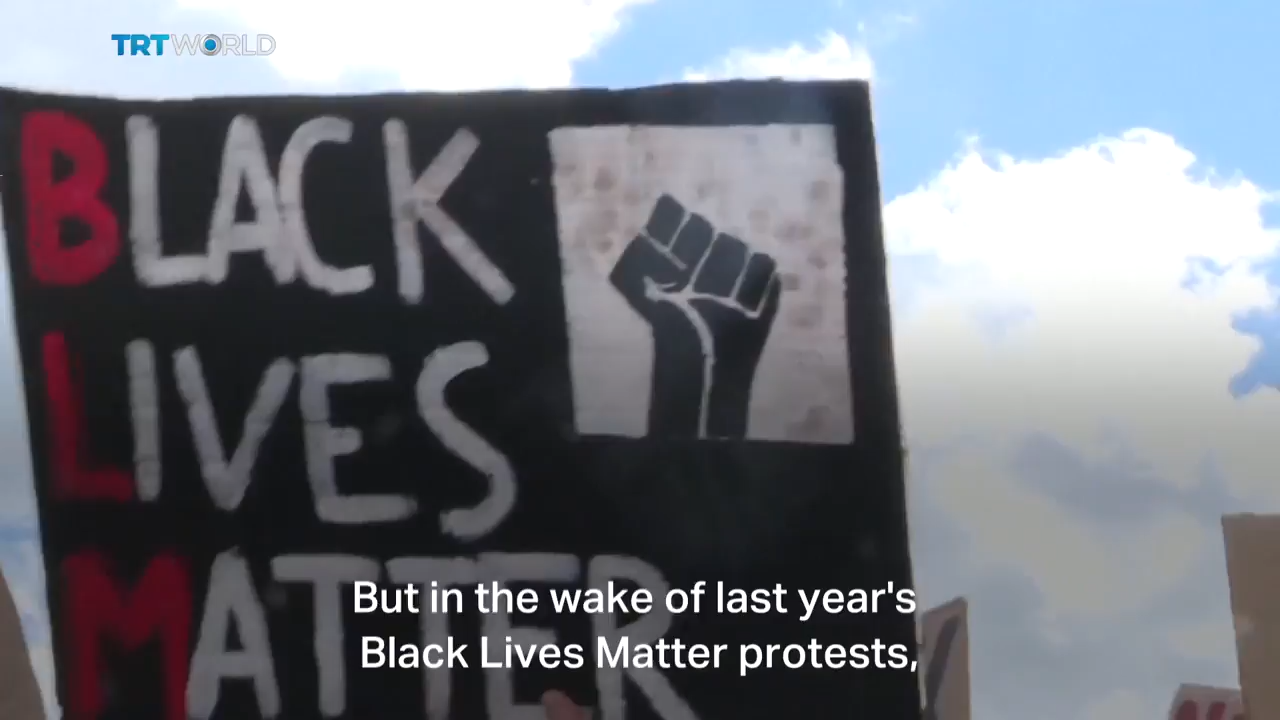 TRT WORLD
BLACK
LIVES
MATTER
But in the wake of last year's
Black Lives Matter protests,